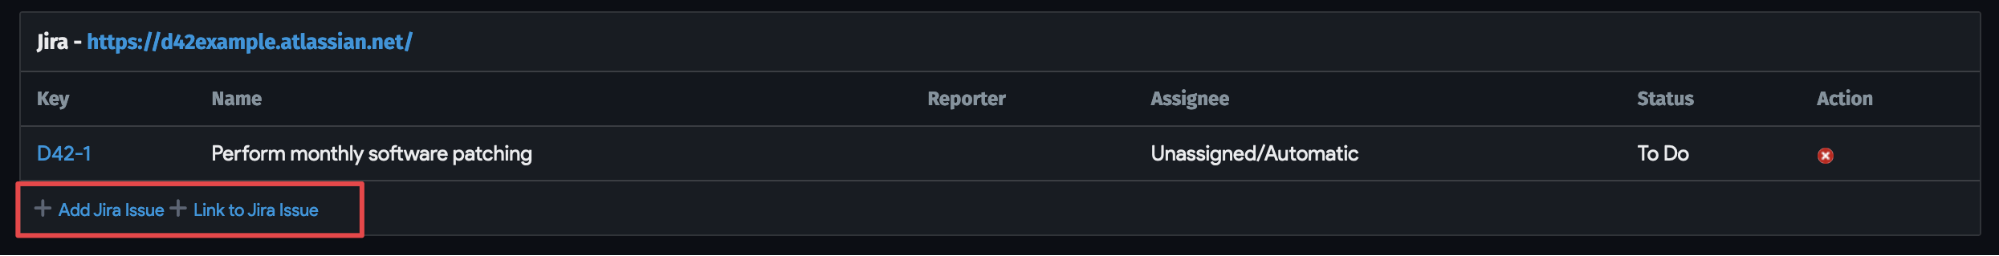 Jira - https://d42example.atlassian.net/
Key Name Reporter Assignee Status Action
D42-1 Perform monthly software patching Unassigned/Automatic To Do
+ Add Jira Issue + Link to Jira Issue